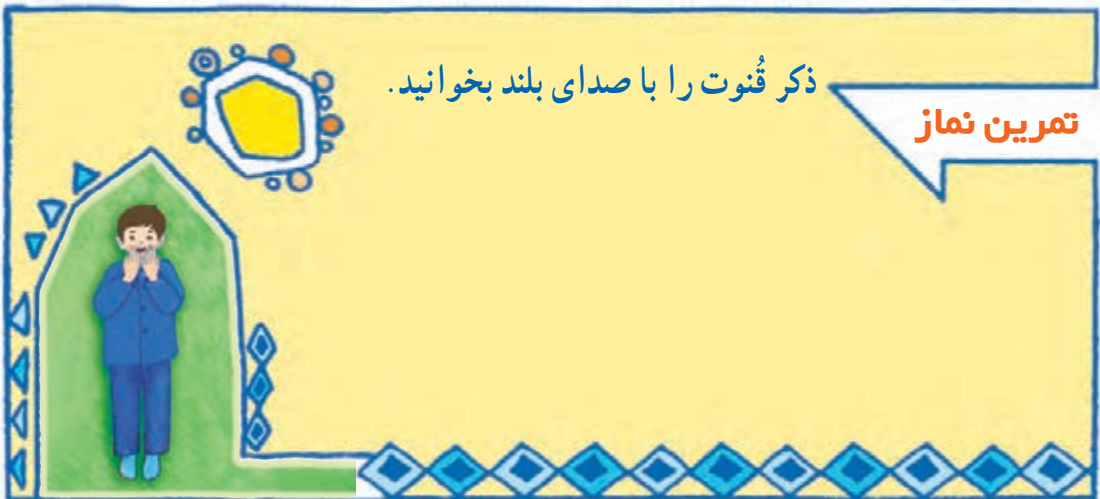 تمرین نماز
ذکر قُنوت را با صدای بلند بخوانید.